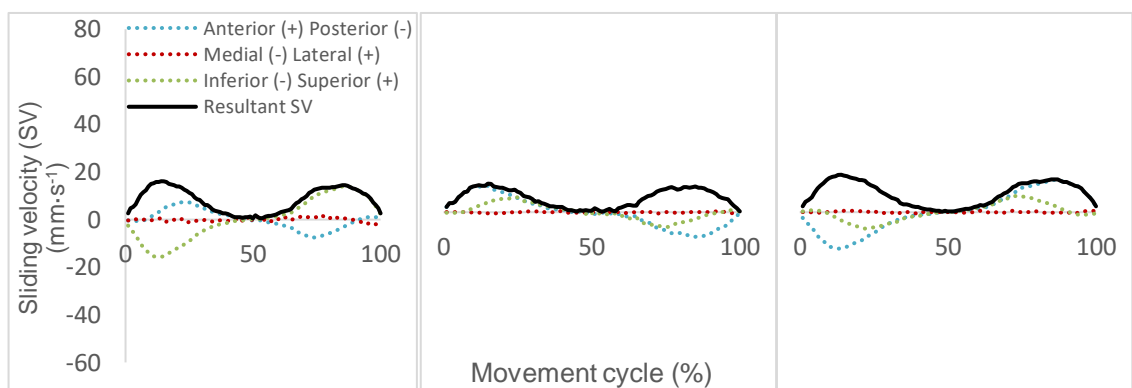 Sliding velocity (SV)
(mm·s⁻¹)
80
60
40
20
0
-20
-40
-60
Anterior (+) Posterior (-)
Medial (-) Lateral (+)
Inferior (-) Superior (+)
Resultant SV
0 50 100
0 50 100
0 50 100
Movement cycle (%)